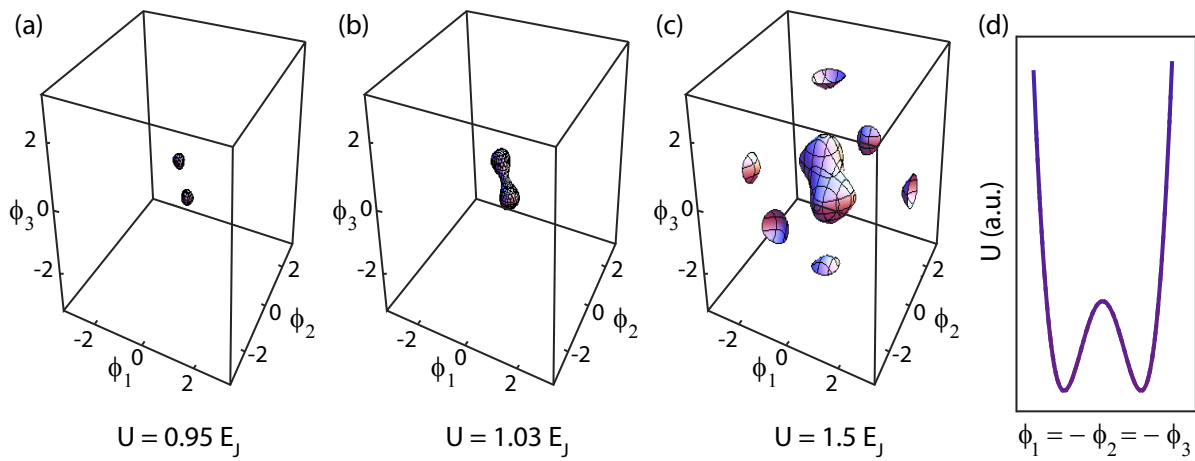 (a) (b) (c) (d)
2 2 2
ϕ3 0 ϕ3 0 ϕ3 0
-2 -2 -2
-2 0 2 -2 0 2 -2 0 2
ϕ1 ϕ1 ϕ1
-2 0 2 -2 0 2 -2 0 2
ϕ2 ϕ2 ϕ2
U (a.u.)
ϕ1 = − ϕ2 = − ϕ3
U = 0.95 EJ U = 1.03 EJ U = 1.5 EJ